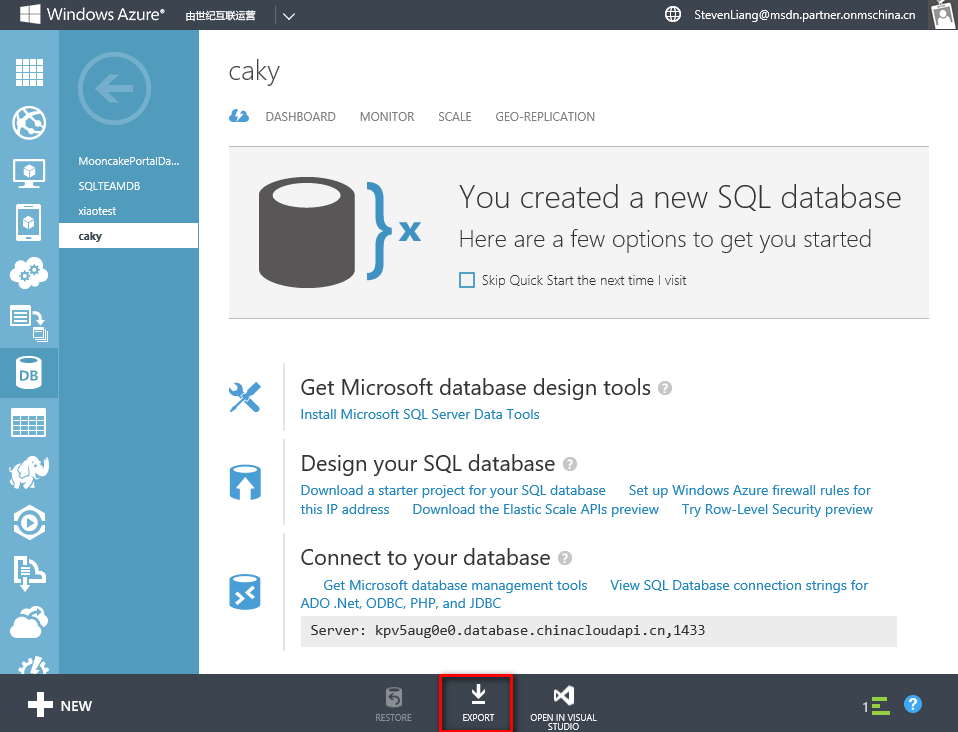 Windows Azure® 由世纪互联运营
StevenLiang@msdn.partner.onmschina.cn
MooncakePortalDa...
SQLTEAMDB
xiaotest
caky
caky
DASHBOARD MONITOR SCALE GEO-REPLICATION
You created a new SQL database
Here are a few options to get you started
Skip Quick Start the next time I visit
Get Microsoft database design tools ?
Install Microsoft SQL Server Data Tools
Design your SQL database ?
Download a starter project for your SQL database Set up Windows Azure firewall rules for
this IP address Download the Elastic Scale APIs preview Try Row-Level Security preview
Connect to your database ?
Get Microsoft database management tools View SQL Database connection strings for
ADO .Net, ODBC, PHP, and JDBC
Server: kpv5aug0e0.database.chinacloudapi.cn,1433
DB
NEW
RESTORE
EXPORT
OPEN IN VISUAL
STUDIO
1
?